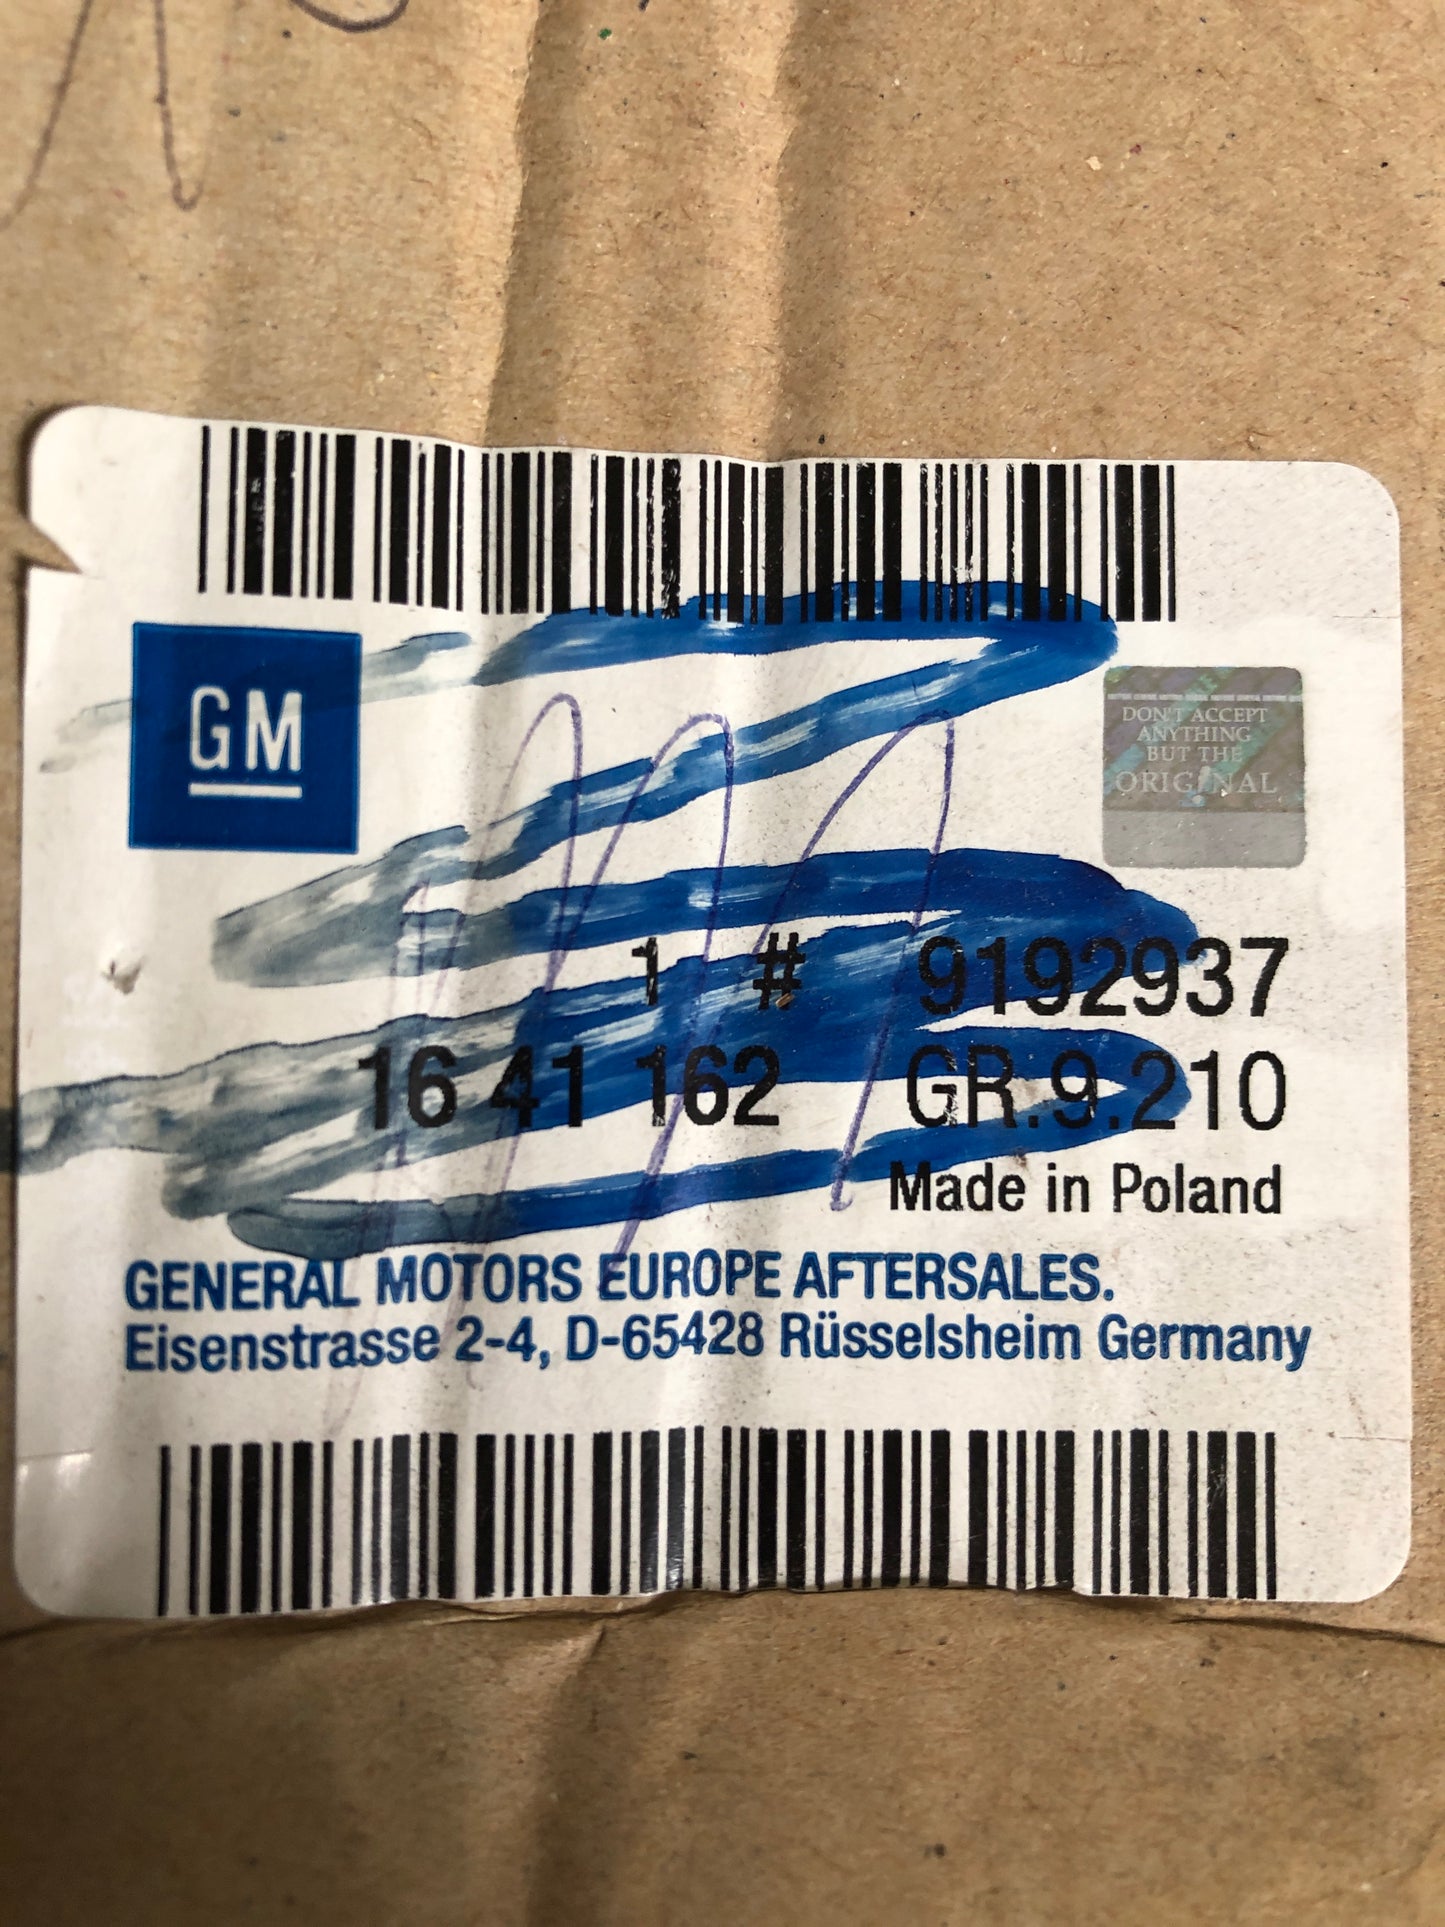 GM
DON'T ACCEPT
ANYTHING
BUT THE
ORIGINAL
1 # 9192937
16 41 162 GR.9.210
Made in Poland
GENERAL MOTORS EUROPE AFTERSALES.
Eisenstrasse 2-4, D-65428 Rüsselsheim Germany